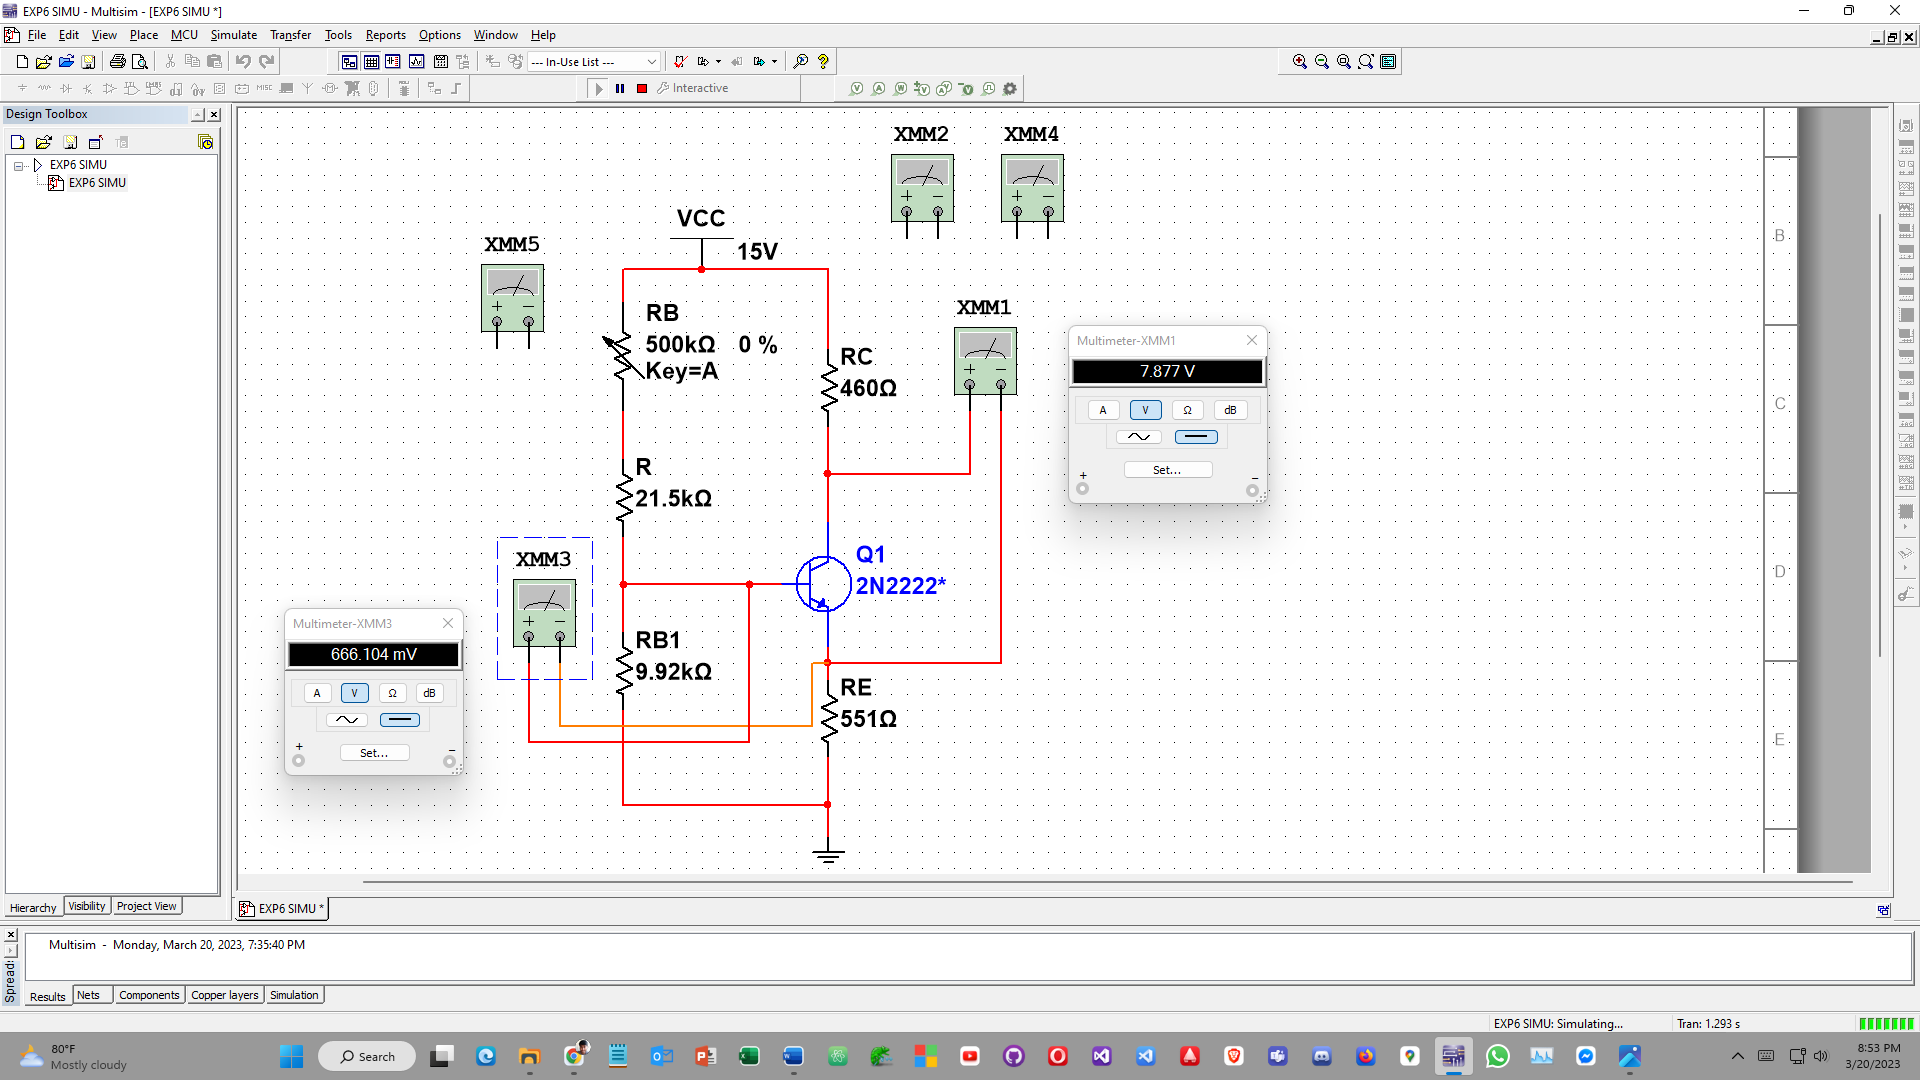 EXP6 SIMU - Multisim - [EXP6 SIMU *]
File Edit View Place MCU Simulate Transfer Tools Reports Options Window Help
--- In-Use List ---
Interactive
Design Toolbox
EXP6 SIMU
EXP6 SIMU
Hierarchy Visibility Project View
XMM2 XMM4
VCC
15V
XMM5
RB
500kΩ 0 %
Key=A
RC
460Ω
XMM1
Multimeter-XMM1
7.877 V
A V Ω dB
Set...
+ -
R
21.5kΩ
XMM3
Q1
2N2222*
Multimeter-XMM3
666.104 mV
A V Ω dB
Set...
+ -
RB1
9.92kΩ
RE
551Ω
B
C
D
E
EXP6 SIMU *
Multisim - Monday, March 20, 2023, 7:35:40 PM
Results Nets Components Copper layers Simulation
EXP6 SIMU: Simulating... Tran: 1.293 s
80°F
Mostly cloudy
Search
8:53 PM
3/20/2023